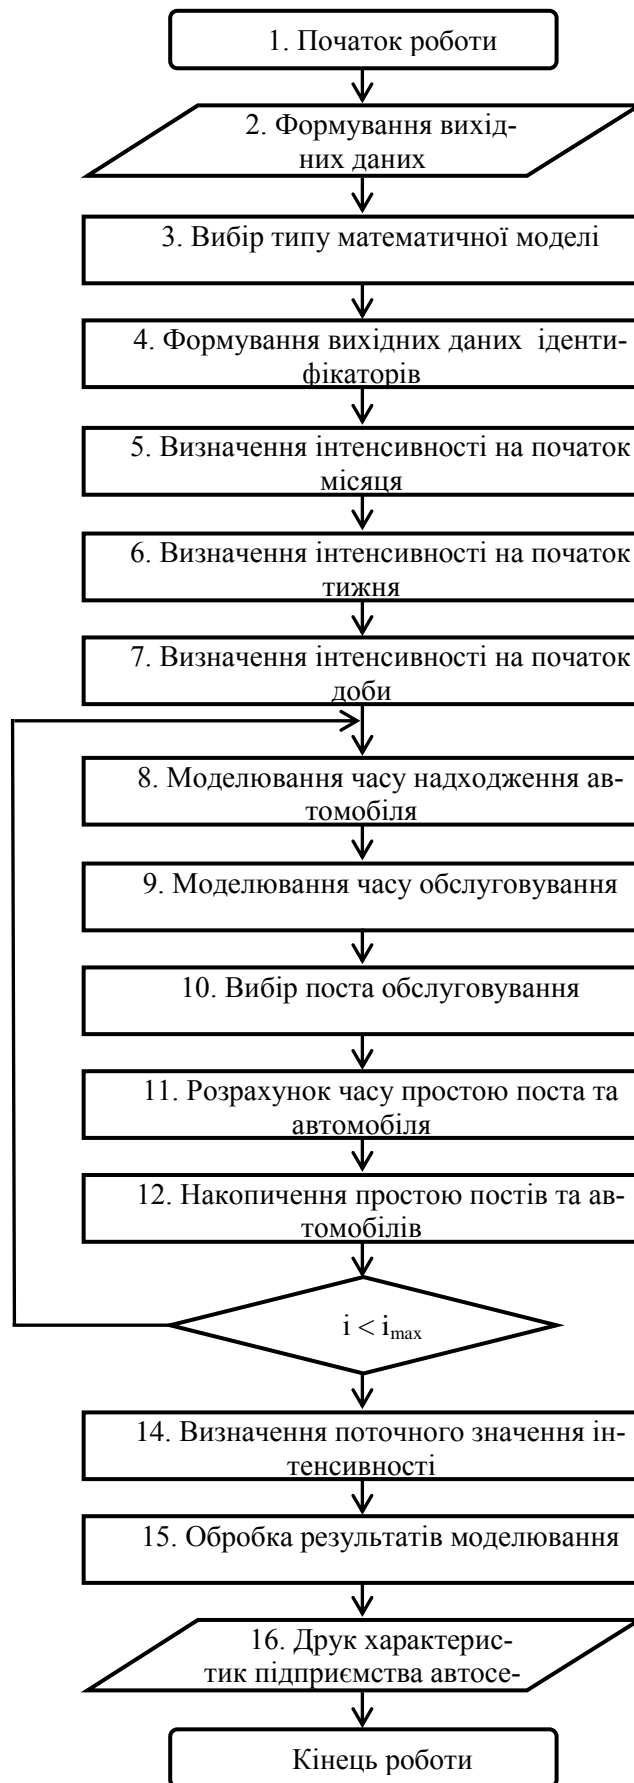 1. Початок роботи
2. Формування вихід-
них даних
3. Вибір типу математичної моделі
4. Формування вихідних даних іденти-
фікаторів
5. Визначення інтенсивності на початок
місяця
6. Визначення інтенсивності на початок
тижня
7. Визначення інтенсивності на початок
доби
8. Моделювання часу надходження ав-
томобіля
9. Моделювання часу обслуговування
10. Вибір поста обслуговування
11. Розрахунок часу простою поста та
автомобіля
12. Накопичення простою постів та ав-
томобілів
i < imax
14. Визначення поточного значення ін-
тенсивності
15. Обробка результатів моделювання
16. Друк характерис-
тик підприємства автосе-
Кінець роботи